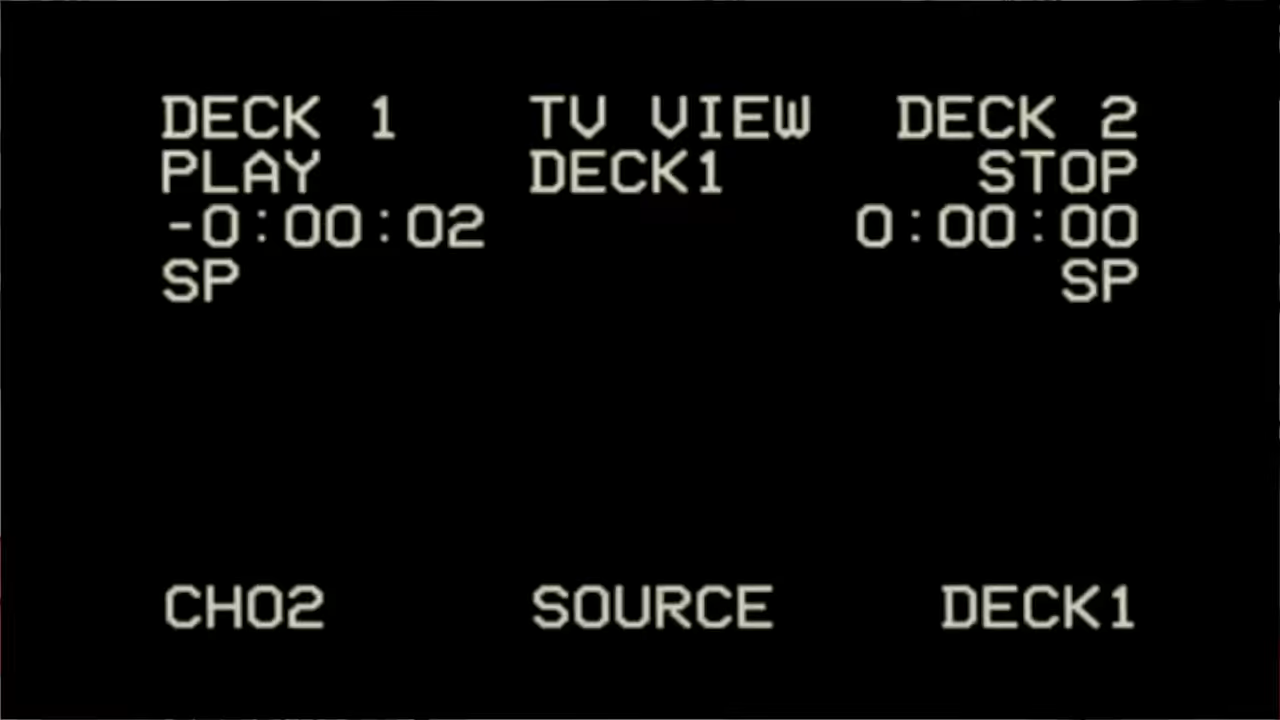 DECK 1 TV VIEW DECK 2
PLAY DECK1 STOP
-0:00:02 0:00:00
SP SP
CH02 SOURCE DECK1